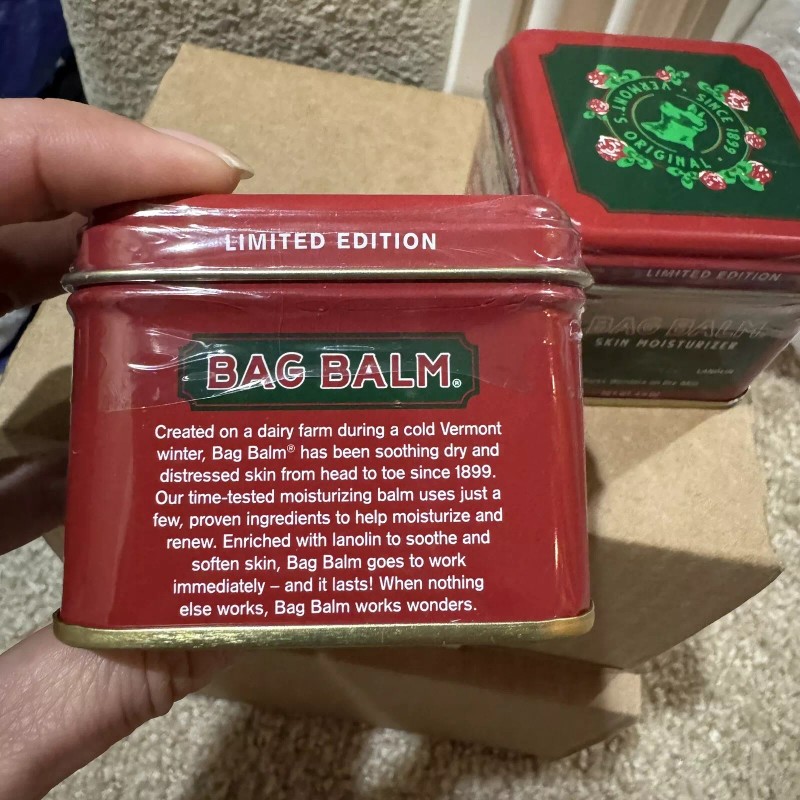 LIMITED EDITION
BAG BALM®
Created on a dairy farm during a cold Vermont
winter, Bag Balm® has been soothing dry and
distressed skin from head to toe since 1899.
Our time-tested moisturizing balm uses just a
few, proven ingredients to help moisturize and
renew. Enriched with lanolin to soothe and
soften skin, Bag Balm goes to work
immediately – and it lasts! When nothing
else works, Bag Balm works wonders.
VERMONT'S ORIGINAL
SINCE 1899
LIMITED EDITION
BAG BALM
SKIN MOISTURIZER
LANOLIN